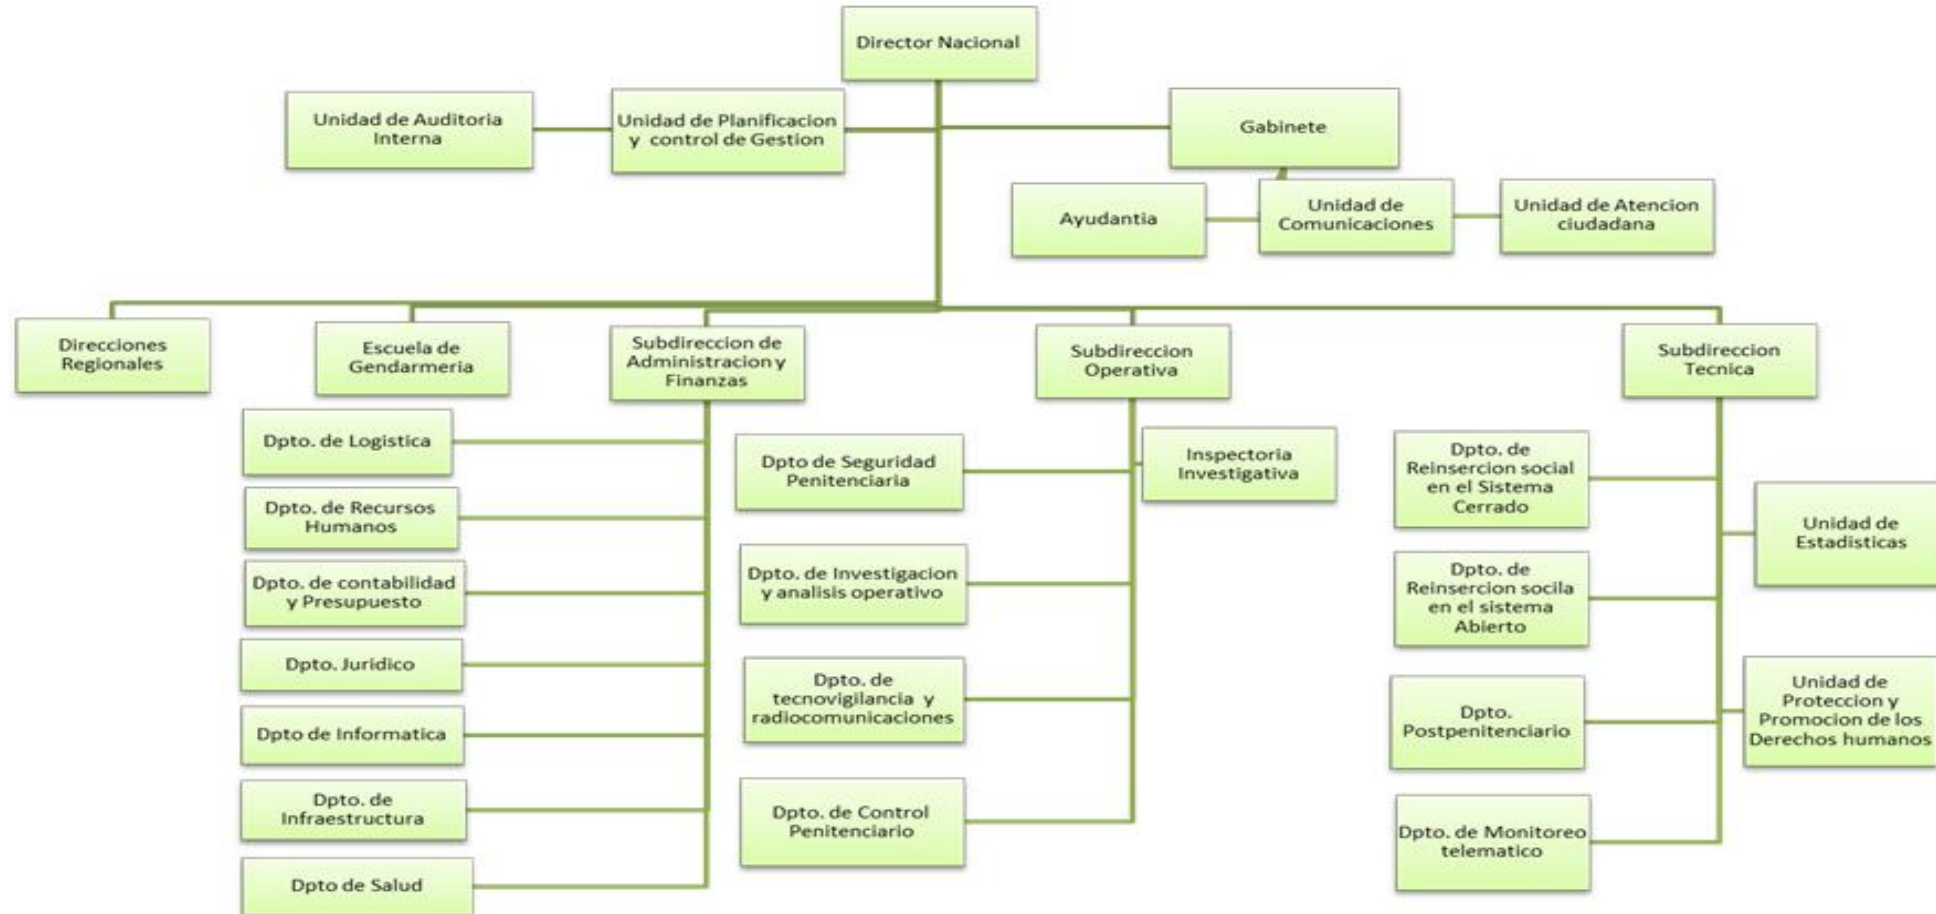 Director Nacional
Unidad de Auditoria
Interna
Unidad de Planificacion
y control de Gestion
Gabinete
Ayudantia
Unidad de
Comunicaciones
Unidad de Atencion
ciudadana
Direcciones
Regionales
Escuela de
Gendarmeria
Subdireccion de
Administracion y
Finanzas
Subdireccion
Operativa
Subdireccion
Tecnica
Dpto. de Logistica
Dpto. de Recursos
Humanos
Dpto. de contabilidad
y Presupuesto
Dpto. Juridico
Dpto de Informatica
Dpto. de
Infraestructura
Dpto de Salud
Dpto de Seguridad
Penitenciaria
Inspectoria
Investigativa
Dpto. de Investigacion
y analisis operativo
Dpto. de
tecnovigilancia y
radiocomunicaciones
Dpto. de Control
Penitenciario
Dpto. de
Reinsercion social
en el Sistema
Cerrado
Unidad de
Estadisticas
Dpto. de
Reinsercion socila
en el sistema
Abierto
Dpto.
Postpenitenciario
Unidad de
Proteccion y
Promocion de los
Derechos humanos
Dpto. de Monitoreo
telematico